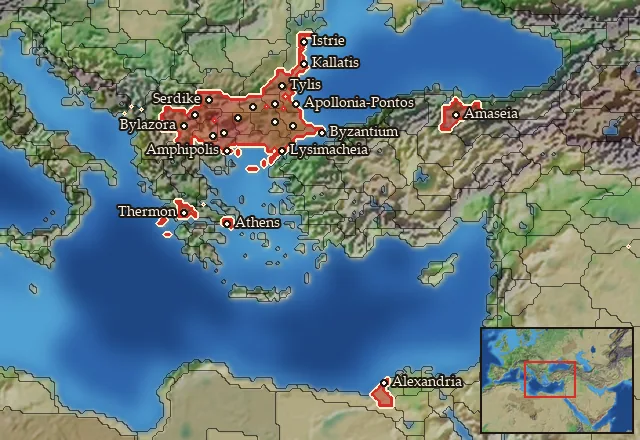 Istrie
Kallatis
Tylis
Serdike
Apollonia-Pontos
Amaseia
Bylazora
Byzantium
Amphipolis
Lysimacheia
Thermon
Athens
Alexandria